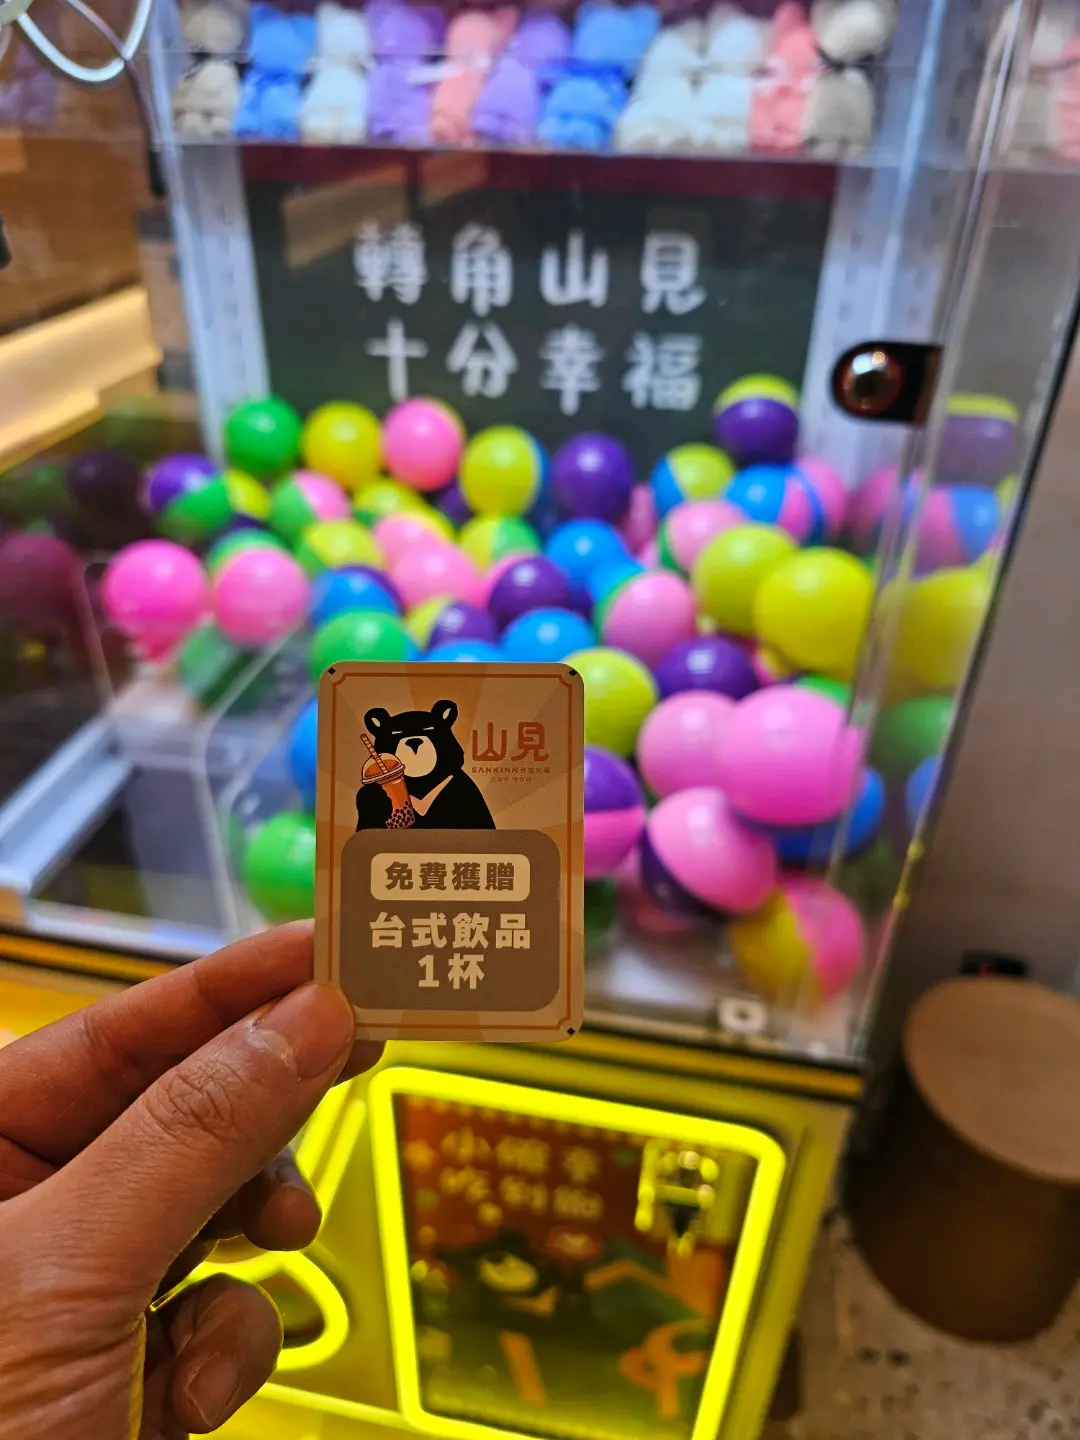 轉角山見
十分幸福
山見
SANKINN
免費獲贈
台式飲品
1杯